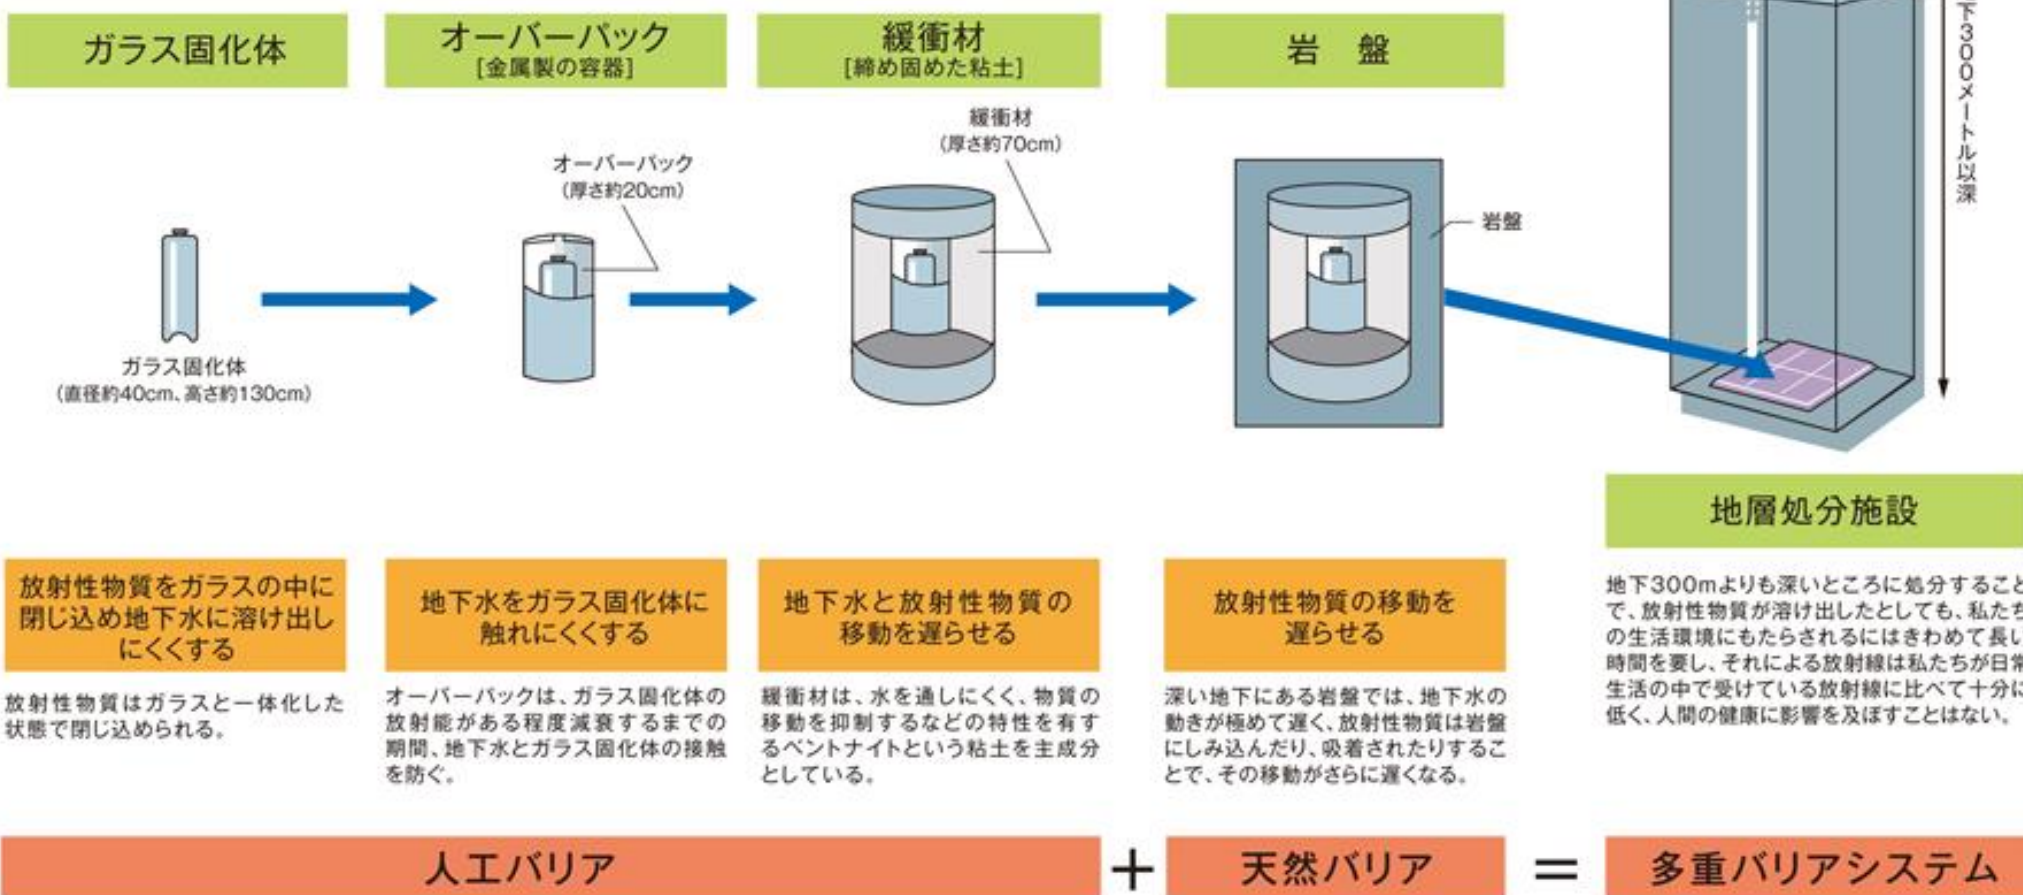 ガラス固化体
オーバーパック
[金属製の容器]
緩衝材
[締め固めた粘土]
岩　盤
下300メートル以深
緩衝材
(厚さ約70cm)
オーバーパック
(厚さ約20cm)
岩盤
ガラス固化体
(直径約40cm、高さ約130cm)
地層処分施設
放射性物質をガラスの中に
閉じ込め地下水に溶け出し
にくくする
地下水をガラス固化体に
触れにくくする
地下水と放射性物質の
移動を遅らせる
放射性物質の移動を
遅らせる
地下300mよりも深いところに処分すること
で、放射性物質が溶け出したとしても、私たち
の生活環境にもたらされるにはきわめて長い
時間を要し、それによる放射線は私たちが日常
生活の中で受けている放射線に比べて十分に
低く、人間の健康に影響を及ぼすことはない。
放射性物質はガラスと一体化した
状態で閉じ込められる。
オーバーパックは、ガラス固化体の
放射能がある程度減衰するまでの
期間、地下水とガラス固化体の接触
を防ぐ。
緩衝材は、水を通しにくく、物質の
移動を抑制するなどの特性を有す
るベントナイトという粘土を主成分
としている。
深い地下にある岩盤では、地下水の
動きが極めて遅く、放射性物質は岩盤
にしみ込んだり、吸着されたりするこ
とで、その移動がさらに遅くなる。
人工バリア
+
天然バリア
=
多重バリアシステム